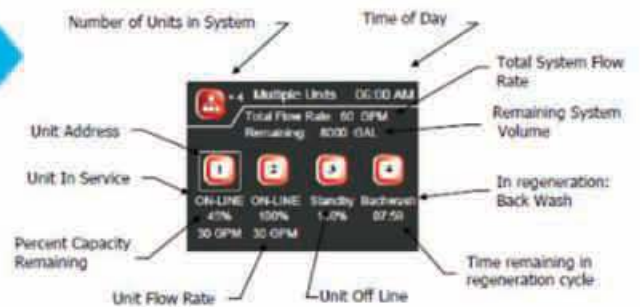 Number of Units in System
Time of Day
Total System Flow
Rate
Remaining System
Volume
Unit Address
Unit In Service
Percent Capacity
Remaining
Unit Flow Rate
Unit Off Line
In regeneration:
Back Wash
Time remaining in
regeneration cycle
Multiple Units 06:00 AM
Total Flow Rate 60 GPM
Remaining 8000 GAL
1 2 3 4
ON-LINE ON-LINE Standby Backwash
100% 07:58
30 GPM 30 GPM